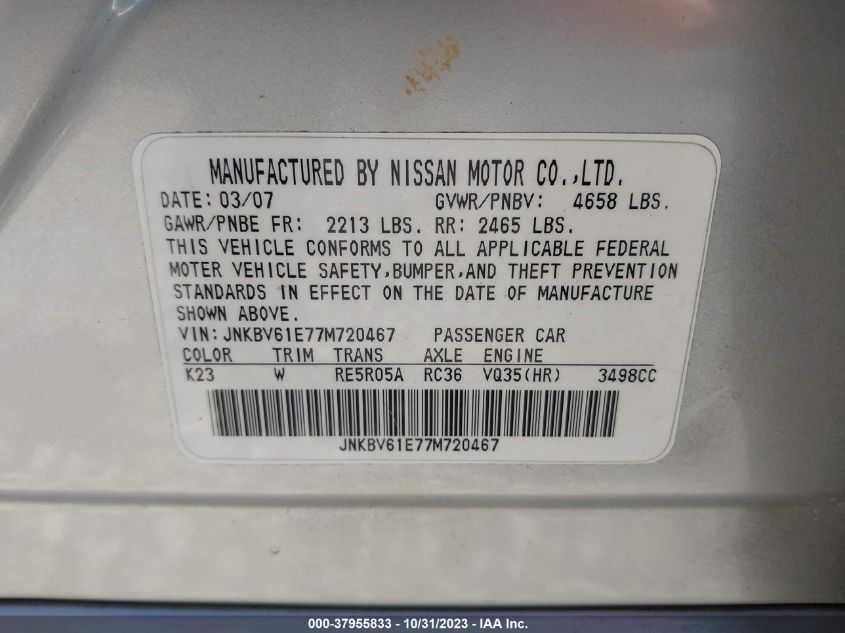 MANUFACTURED BY NISSAN MOTOR CO.,LTD.
DATE: 03/07 GVWR/PNBV: 4658 LBS.
GAWR/PNBE FR: 2213 LBS. RR: 2465 LBS.
THIS VEHICLE CONFORMS TO ALL APPLICABLE FEDERAL
MOTER VEHICLE SAFETY,BUMPER,AND THEFT PREVENTION
STANDARDS IN EFFECT ON THE DATE OF MANUFACTURE
SHOWN ABOVE.
VIN: JNKBV61E77M720467 PASSENGER CAR
COLOR TRIM TRANS AXLE ENGINE
K23 W RE5R05A RC36 VQ35(HR) 3498CC
JNKBV61E77M720467
000-37955833 - 10/31/2023 - IAA Inc.